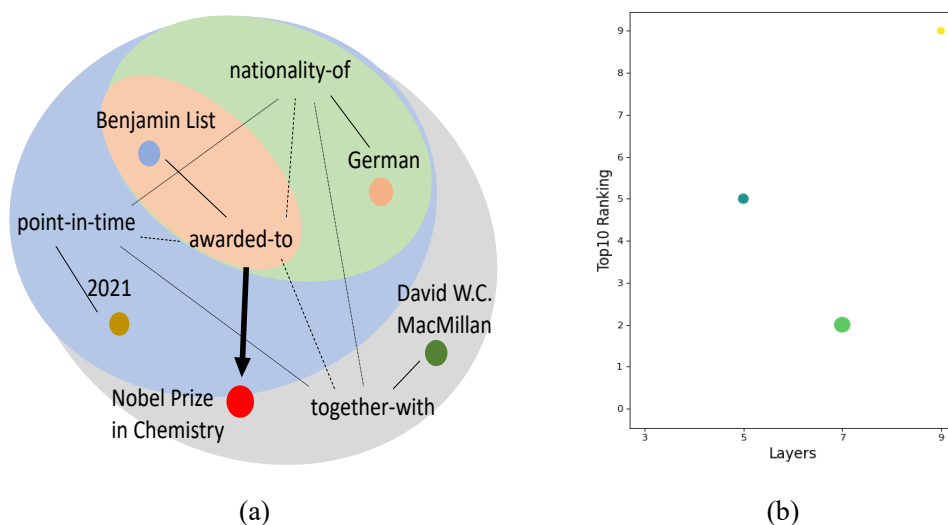 nationality-of
Benjamin List
German
point-in-time
awarded-to
2021
David W.C.
MacMillan
Nobel Prize
in Chemistry
together-with
(a)
Top10 Ranking
9
8
7
6
5
4
3
2
1
0
3
5
7
9
Layers
(b)